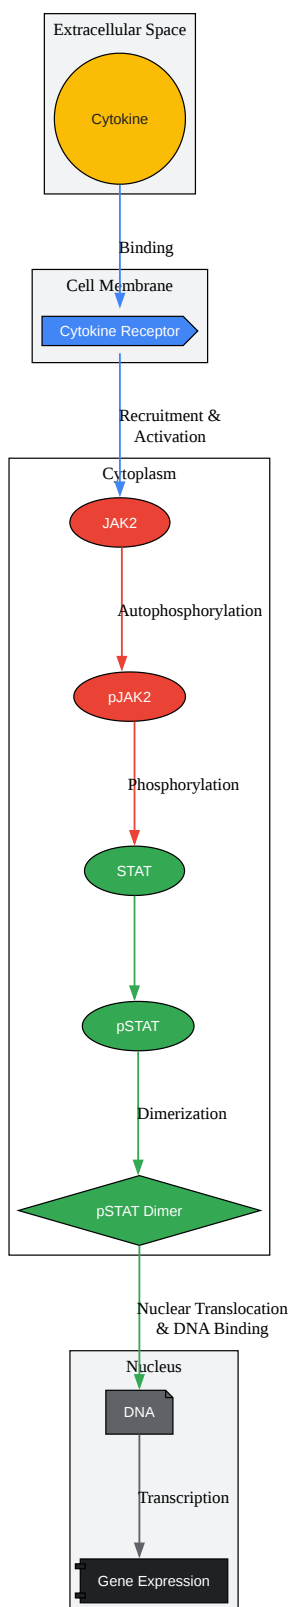 Extracellular Space
Cytokine
Binding
Cell Membrane
Cytokine Receptor
Recruitment &
Activation
Cytoplasm
JAK2
Autophosphorylation
pJAK2
Phosphorylation
STAT
pSTAT
Dimerization
pSTAT Dimer
Nuclear Translocation
& DNA Binding
Nucleus
DNA
Transcription
Gene Expression